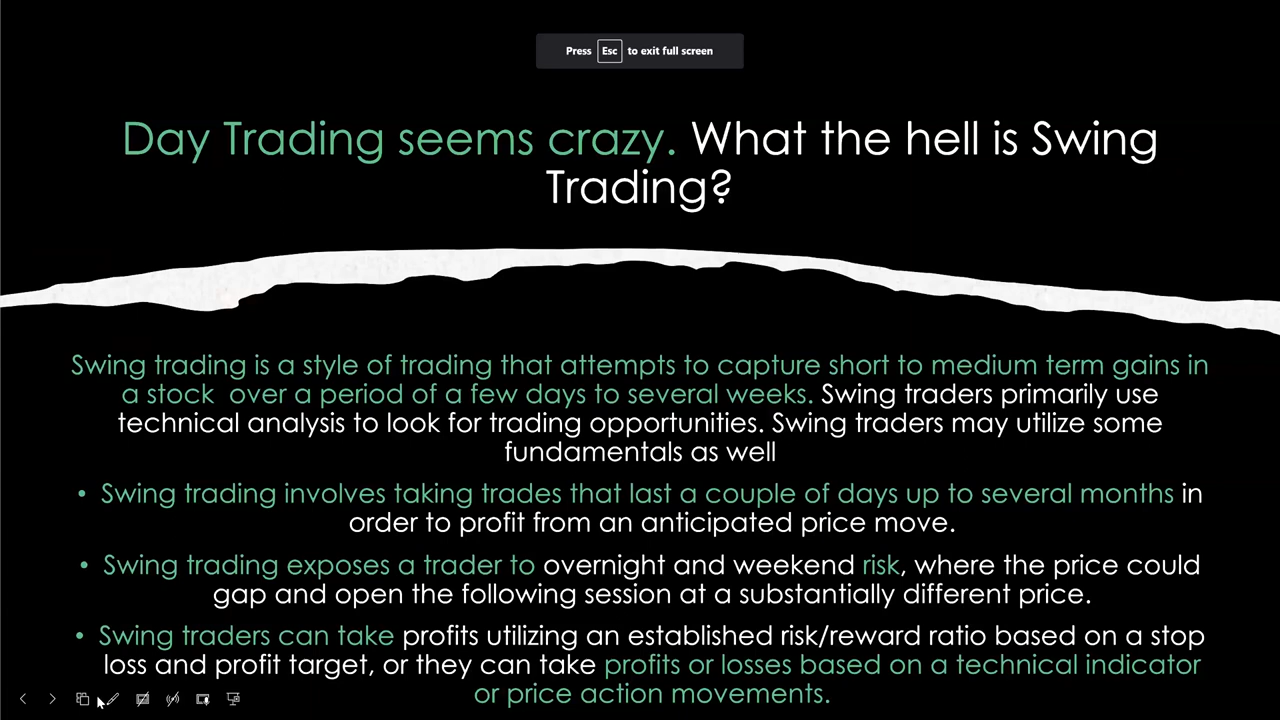 Press Esc to exit full screen
Day Trading seems crazy. What the hell is Swing
Trading?
Swing trading is a style of trading that attempts to capture short to medium term gains in
a stock  over a period of a few days to several weeks. Swing traders primarily use
technical analysis to look for trading opportunities. Swing traders may utilize some
fundamentals as well
• Swing trading involves taking trades that last a couple of days up to several months in
order to profit from an anticipated price move.
• Swing trading exposes a trader to overnight and weekend risk, where the price could
gap and open the following session at a substantially different price.
• Swing traders can take profits utilizing an established risk/reward ratio based on a stop
loss and profit target, or they can take profits or losses based on a technical indicator
or price action movements.